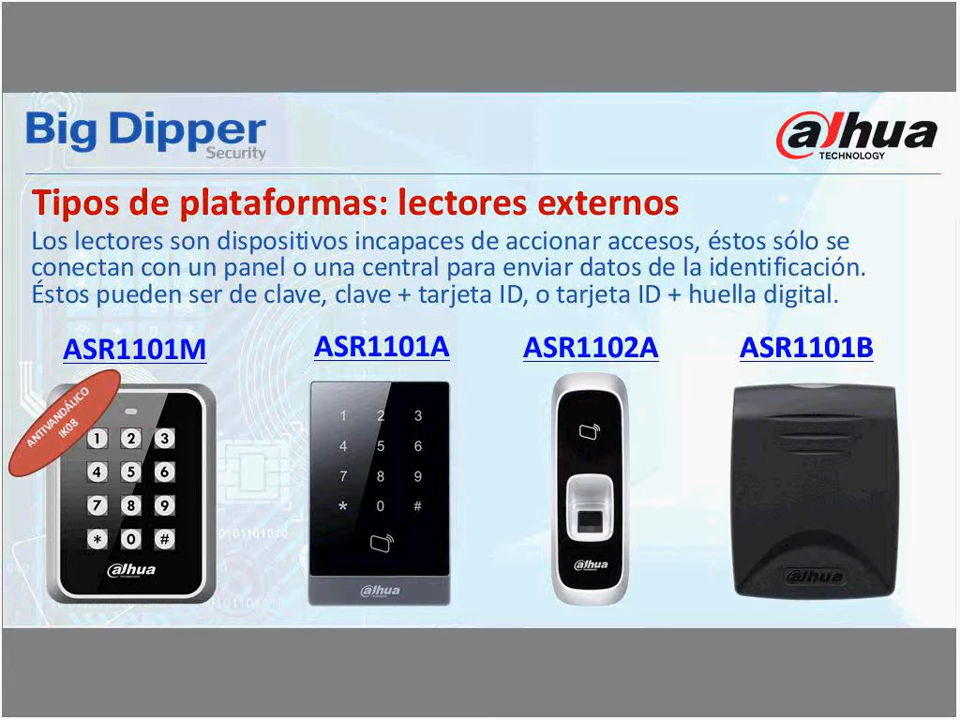 Big Dipper
Security
alhua
TECHNOLOGY
Tipos de plataformas: lectores externos
Los lectores son dispositivos incapaces de accionar accesos, éstos sólo se
conectan con un panel o una central para enviar datos de la identificación.
Éstos pueden ser de clave, clave + tarjeta ID, o tarjeta ID + huella digital.
ASR1101M
ASR1101A
ASR1102A
ASR1101B
ANTIVANDÁLICO
IK08
1 2 3
4 5 6
7 8 9
* 0 #
alhua
1 2 3
4 5 6
7 8 9
* 0 #
alhua
alhua
alhua
0101101010
01011010